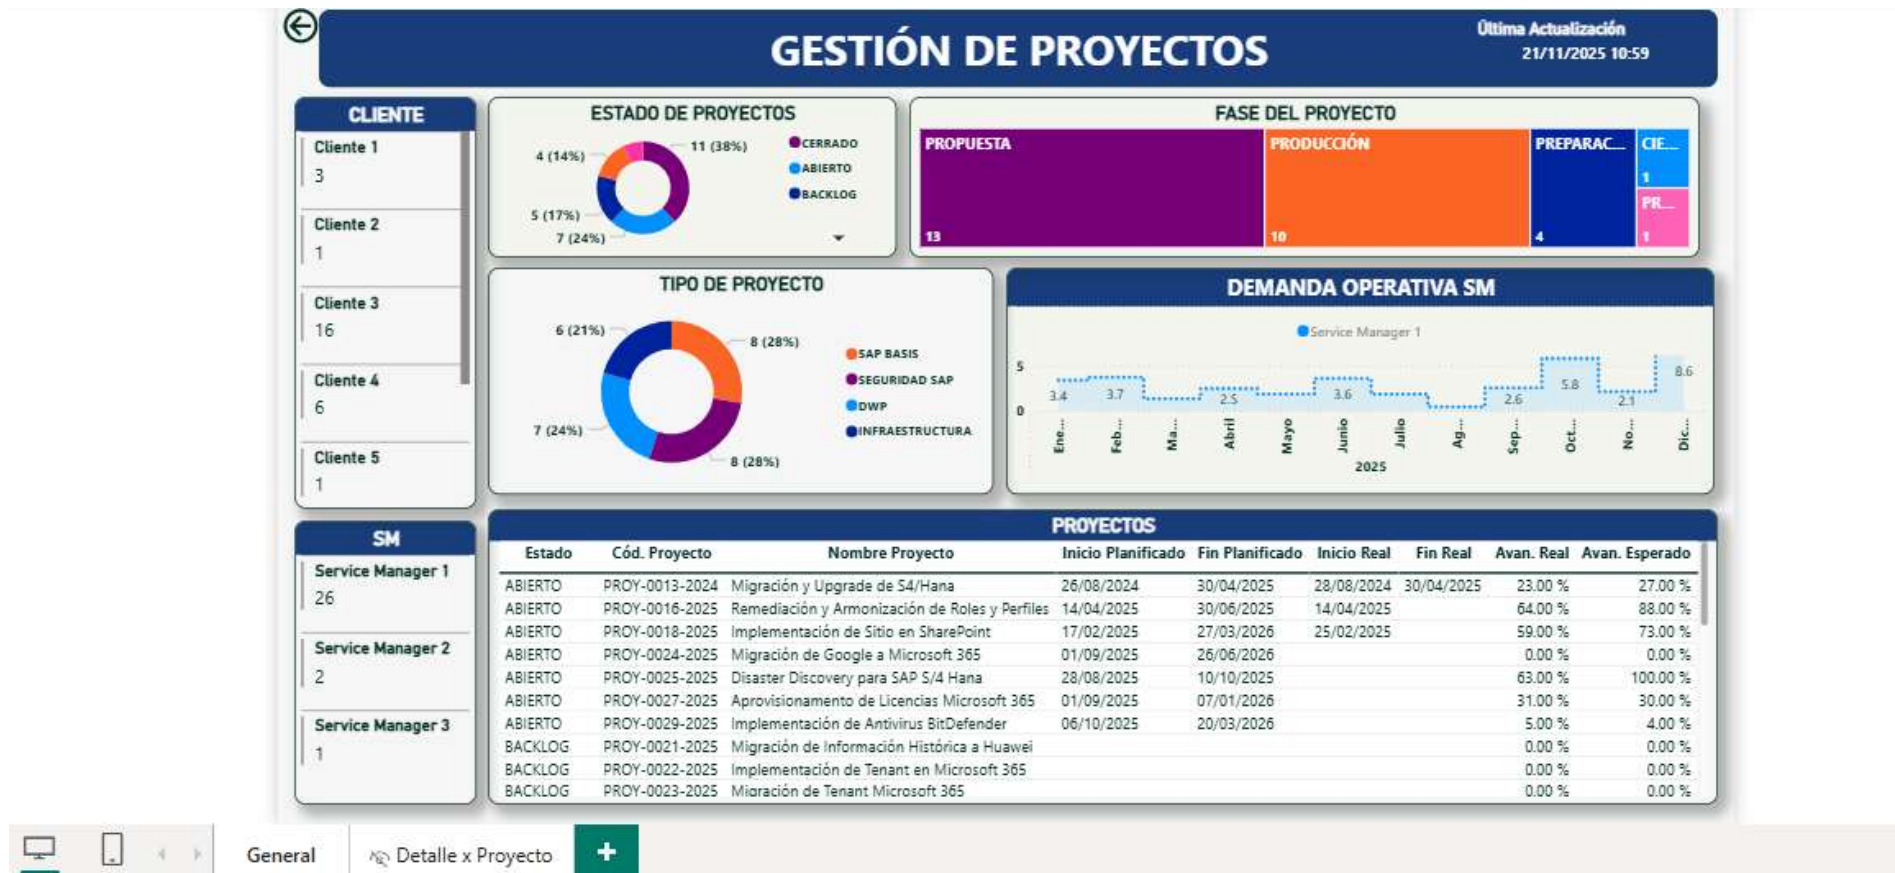 GESTIÓN DE PROYECTOS
Última Actualización
21/11/2025 10:59
CLIENTE
Cliente 1
3
Cliente 2
1
Cliente 3
16
Cliente 4
6
Cliente 5
1
ESTADO DE PROYECTOS
11 (38%)
4 (14%)
5 (17%)
7 (24%)
CERRADO
ABIERTO
BACKLOG
FASE DEL PROYECTO
PROPUESTA
13
PRODUCCIÓN
10
PREPARAC...
4
CIE...
1
PR...
1
TIPO DE PROYECTO
6 (21%)
8 (28%)
7 (24%)
8 (28%)
SAP BASIS
SEGURIDAD SAP
DWP
INFRAESTRUCTURA
DEMANDA OPERATIVA SM
Service Manager 1
5
0
3.4 3.7 2.5 3.6 2.6 5.8 2.1 8.6
Ene... Feb... Ma... Abril Mayo Junio Julio Ag... Sep... Oct... No... Dic...
2025
SM
Service Manager 1
26
Service Manager 2
2
Service Manager 3
1
PROYECTOS
Estado Cód. Proyecto Nombre Proyecto Inicio Planificado Fin Planificado Inicio Real Fin Real Avan. Real Avan. Esperado
ABIERTO PROY-0013-2024 Migración y Upgrade de S4/Hana 26/08/2024 30/04/2025 28/08/2024 30/04/2025 23.00 % 27.00 %
ABIERTO PROY-0016-2025 Remediación y Armonización de Roles y Perfiles 14/04/2025 30/06/2025 14/04/2025 64.00 % 88.00 %
ABIERTO PROY-0018-2025 Implementación de Sitio en SharePoint 17/02/2025 27/03/2026 25/02/2025 59.00 % 73.00 %
ABIERTO PROY-0024-2025 Migración de Google a Microsoft 365 01/09/2025 26/06/2026 0.00 % 0.00 %
ABIERTO PROY-0025-2025 Disaster Discovery para SAP S/4 Hana 28/08/2025 10/10/2025 63.00 % 100.00 %
ABIERTO PROY-0027-2025 Aprovisionamento de Licencias Microsoft 365 01/09/2025 07/01/2026 31.00 % 30.00 %
ABIERTO PROY-0029-2025 Implementación de Antivirus BitDefender 06/10/2025 20/03/2026 5.00 % 4.00 %
BACKLOG PROY-0021-2025 Migración de Información Histórica a Huawei 0.00 % 0.00 %
BACKLOG PROY-0022-2025 Implementación de Tenant en Microsoft 365 0.00 % 0.00 %
BACKLOG PROY-0023-2025 Migración de Tenant Microsoft 365 0.00 % 0.00 %
General
Detalle x Proyecto